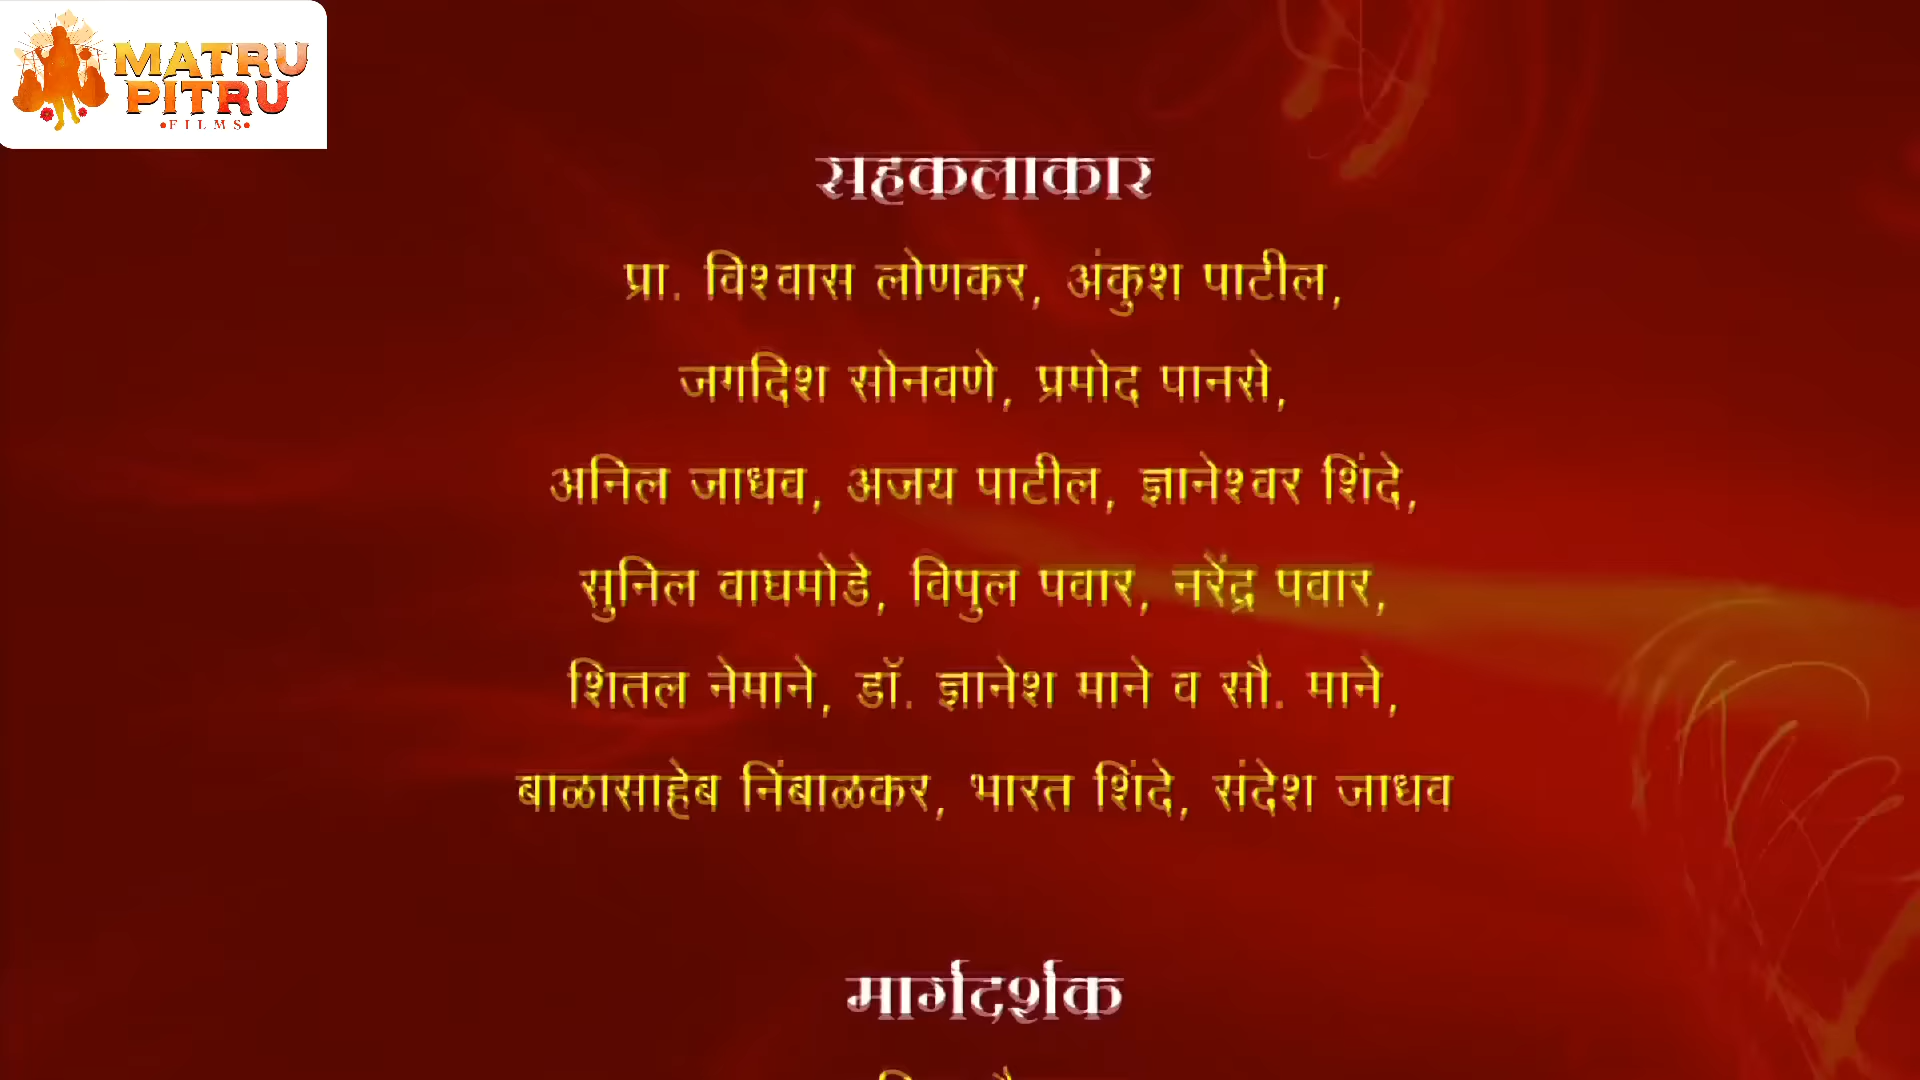 MATRU
PITRU
•FILMS•
सहकलाकार
प्रा. विश्वास लोणकर, अंकुश पाटील,
जगदिश सोनवणे, प्रमोद पानसे,
अनिल जाधव, अजय पाटील, ज्ञानेश्वर शिंदे,
सुनिल वाघमोडे, विपुल पवार, नरेंद्र पवार,
शितल नेमाने, डॉ. ज्ञानेश माने व सौ. माने,
बाळासाहेब निंबाळकर, भारत शिंदे, संदेश जाधव
मार्गदर्शक